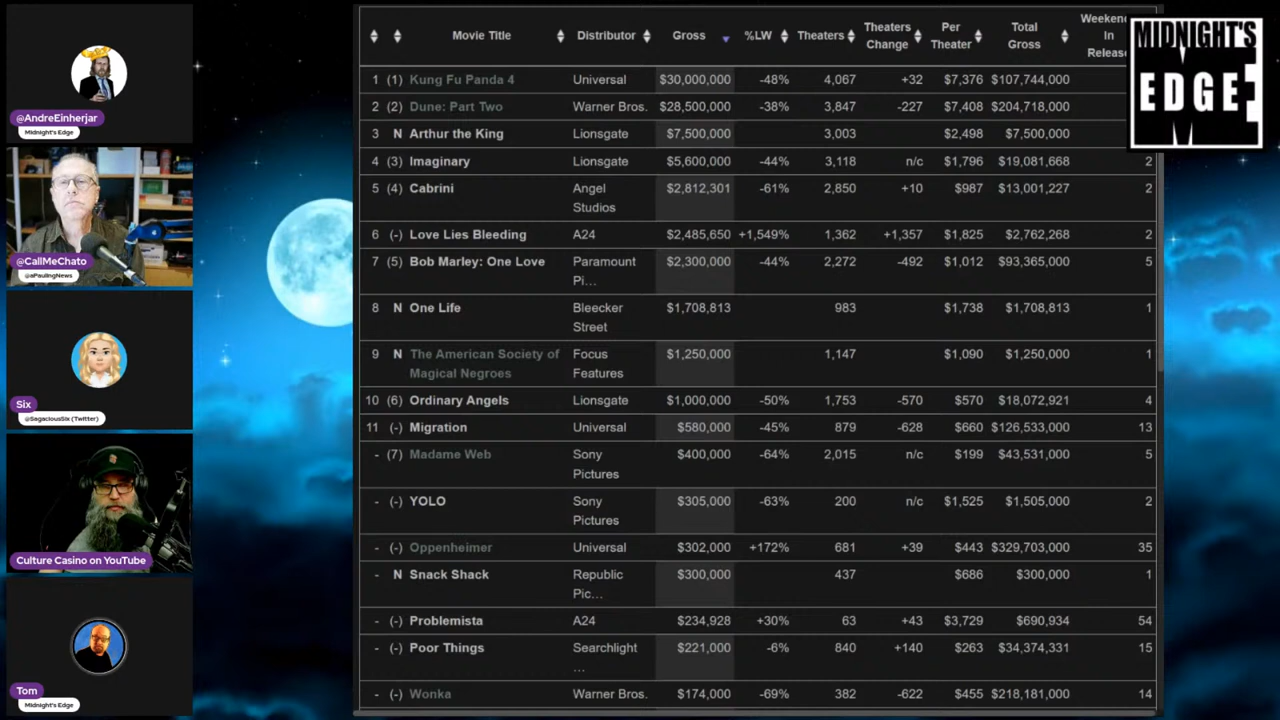 @AndreEinherjar
Midnight's Edge
@CallMeChato
@aPaulingNews
Six
@SagaciousSix (Twitter)
Culture Casino on YouTube
Tom
Midnight's Edge
MIDNIGHT'S
EDGE
ME
Movie Title Distributor Gross %LW Theaters Theaters Change Per Theater Total Gross Weekend In Release
1 (1) Kung Fu Panda 4 Universal $30,000,000 -48% 4,067 +32 $7,376 $107,744,000
2 (2) Dune: Part Two Warner Bros. $28,500,000 -38% 3,847 -227 $7,408 $204,718,000
3 N Arthur the King Lionsgate $7,500,000 3,003 $2,498 $7,500,000
4 (3) Imaginary Lionsgate $5,600,000 -44% 3,118 n/c $1,796 $19,081,668 2
5 (4) Cabrini Angel Studios $2,812,301 -61% 2,850 +10 $987 $13,001,227 2
6 (-) Love Lies Bleeding A24 $2,485,650 +1,549% 1,362 +1,357 $1,825 $2,762,268 2
7 (5) Bob Marley: One Love Paramount Pi... $2,300,000 -44% 2,272 -492 $1,012 $93,365,000 5
8 N One Life Bleecker Street $1,708,813 983 $1,738 $1,708,813 1
9 N The American Society of Magical Negroes Focus Features $1,250,000 1,147 $1,090 $1,250,000 1
10 (6) Ordinary Angels Lionsgate $1,000,000 -50% 1,753 -570 $570 $18,072,921 4
11 (-) Migration Universal $580,000 -45% 879 -628 $660 $126,533,000 13
- (7) Madame Web Sony Pictures $400,000 -64% 2,015 n/c $199 $43,531,000 5
- (-) YOLO Sony Pictures $305,000 -63% 200 n/c $1,525 $1,505,000 2
- (-) Oppenheimer Universal $302,000 +172% 681 +39 $443 $329,703,000 35
- N Snack Shack Republic Pic... $300,000 437 $686 $300,000 1
- (-) Problemista A24 $234,928 +30% 63 +43 $3,729 $690,934 54
- (-) Poor Things Searchlight ... $221,000 -6% 840 +140 $263 $34,374,331 15
- (-) Wonka Warner Bros. $174,000 -69% 382 -622 $455 $218,181,000 14